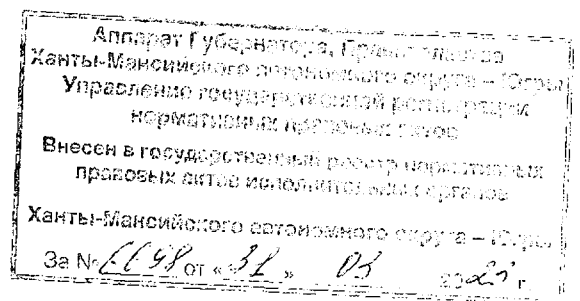 Аппарат Губернатора, Правительства
Ханты-Мансийского автономного округа – Югры
Управление государственной регистрации
нормативных правовых актов
Внесен в государственный реестр нормативных
правовых актов исполнительных органов
Ханты-Мансийского автономного округа – Югры
За № от « 31 » 03 20 г.